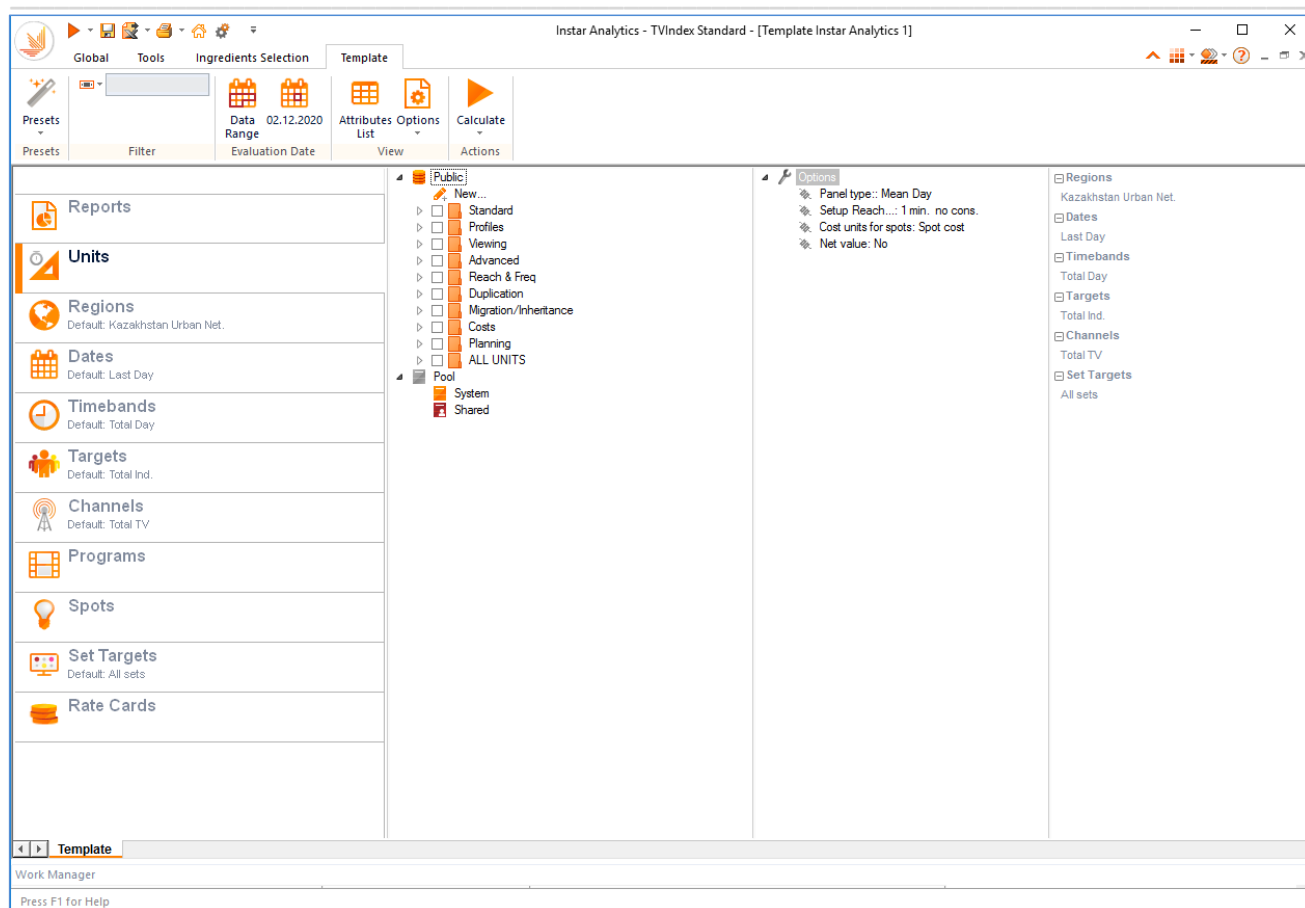 Instar Analytics - TVIndex Standard - [Template Instar Analytics 1]
Global Tools Ingredients Selection Template
Presets
Data Range
02.12.2020
Attributes List
Options
Calculate
Presets Filter Evaluation Date View Actions
Reports
Units
Regions
Default: Kazakhstan Urban Net.
Dates
Default: Last Day
Timebands
Default: Total Day
Targets
Default: Total Ind.
Channels
Default: Total TV
Programs
Spots
Set Targets
Default: All sets
Rate Cards
Public
New...
Standard
Profiles
Viewing
Advanced
Reach & Freq
Duplication
Migration/Inheritance
Costs
Planning
ALL UNITS
Pool
System
Shared
Options
Panel type:: Mean Day
Setup Reach...: 1 min. no cons.
Cost units for spots: Spot cost
Net value: No
Regions
Kazakhstan Urban Net.
Dates
Last Day
Timebands
Total Day
Targets
Total Ind.
Channels
Total TV
Set Targets
All sets
Template
Work Manager
Press F1 for Help